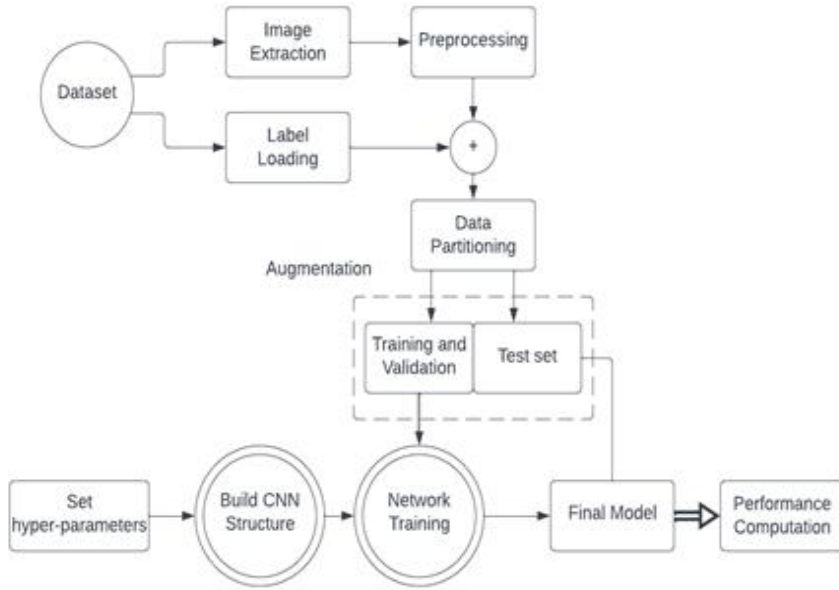 Image
Extraction
Preprocessing
Dataset
Label
Loading
+
Data
Partitioning
Augmentation
Training and
Validation
Test set
Set
hyper-parameters
Build CNN
Structure
Network
Training
Final Model
Performance
Computation